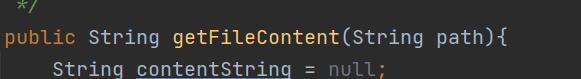 */
public String getFileContent(String path){
String contentString = null;